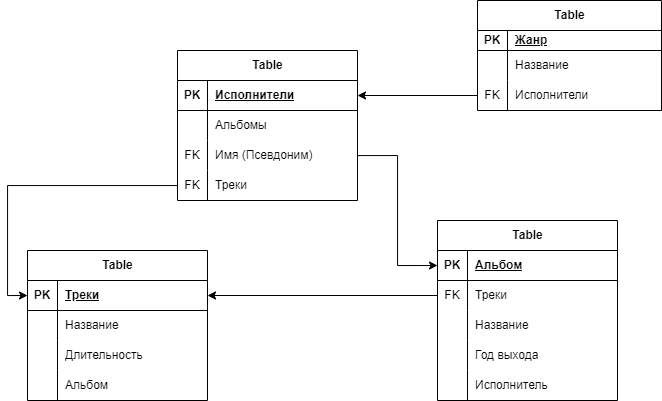 Table
PK Жанр
Название
FK Исполнители
Table
PK Исполнители
Альбомы
FK Имя (Псевдоним)
FK Треки
Table
PK Альбом
FK Треки
Название
Год выхода
Исполнитель
Table
PK Треки
Название
Длительность
Альбом